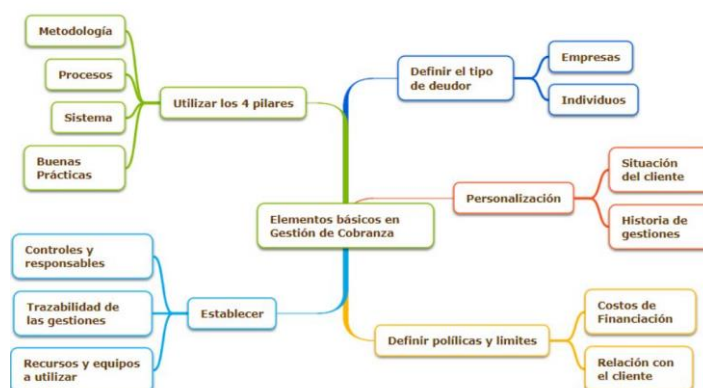 Metodología
Procesos
Sistema
Buenas
Prácticas
Utilizar los 4 pilares
Definir el tipo
de deudor
Empresas
Individuos
Elementos básicos en
Gestión de Cobranza
Personalización
Situación
del cliente
Historia de
gestiones
Controles y
responsables
Trazabilidad de
las gestiones
Recursos y equipos
a utilizar
Establecer
Definir polílicas y limites
Costos de
Financiación
Relación con
el cliente